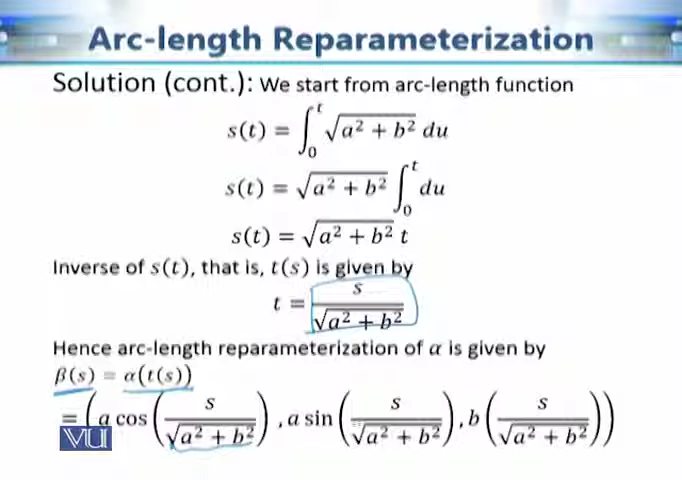 Arc-length Reparameterization
Solution (cont.): We start from arc-length function
s(t) = ∫₀ᵗ √(a² + b²) du
s(t) = √(a² + b²) ∫₀ᵗ du
s(t) = √(a² + b²) t
Inverse of s(t), that is, t(s) is given by
t = s / √(a² + b²)
Hence arc-length reparameterization of α is given by
β(s) = α(t(s))
= (a cos (s / √(a² + b²)), a sin (s / √(a² + b²)), b (s / √(a² + b²)))
VU